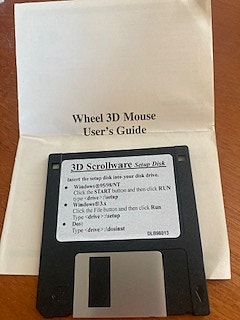 Wheel 3D Mouse
User's Guide
3D Scrollware Setup Disk
Insert the setup disk into your disk drive.
• Windows®95/98/NT
Click the START button and then click RUN
Type <drive>:\setup
• Windows®3.x
Click the File button and then click Run
Type <drive>:\setup
• Dos:
Type <drive>:\dosinst
DLB98013